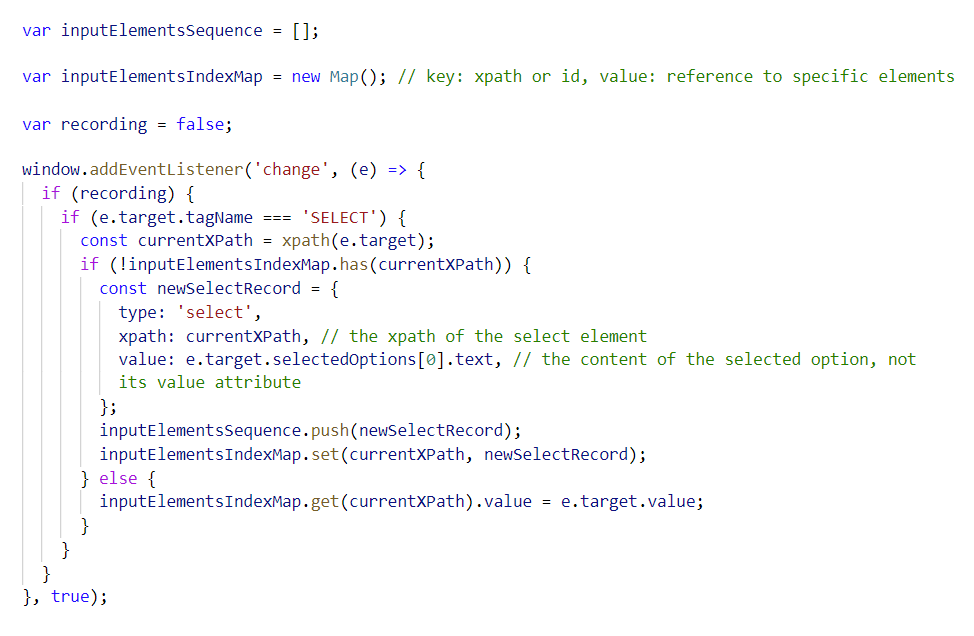 var inputElementsSequence = [];
var inputElementsIndexMap = new Map(); // key: xpath or id, value: reference to specific elements
var recording = false;
window.addEventListener('change', (e) => {
if (recording) {
if (e.target.tagName === 'SELECT') {
const currentXPath = xpath(e.target);
if (!inputElementsIndexMap.has(currentXPath)) {
const newSelectRecord = {
type: 'select',
xpath: currentXPath, // the xpath of the select element
value: e.target.selectedOptions[0].text, // the content of the selected option, not
its value attribute
};
inputElementsSequence.push(newSelectRecord);
inputElementsIndexMap.set(currentXPath, newSelectRecord);
} else {
inputElementsIndexMap.get(currentXPath).value = e.target.value;
}
}
}
}, true);